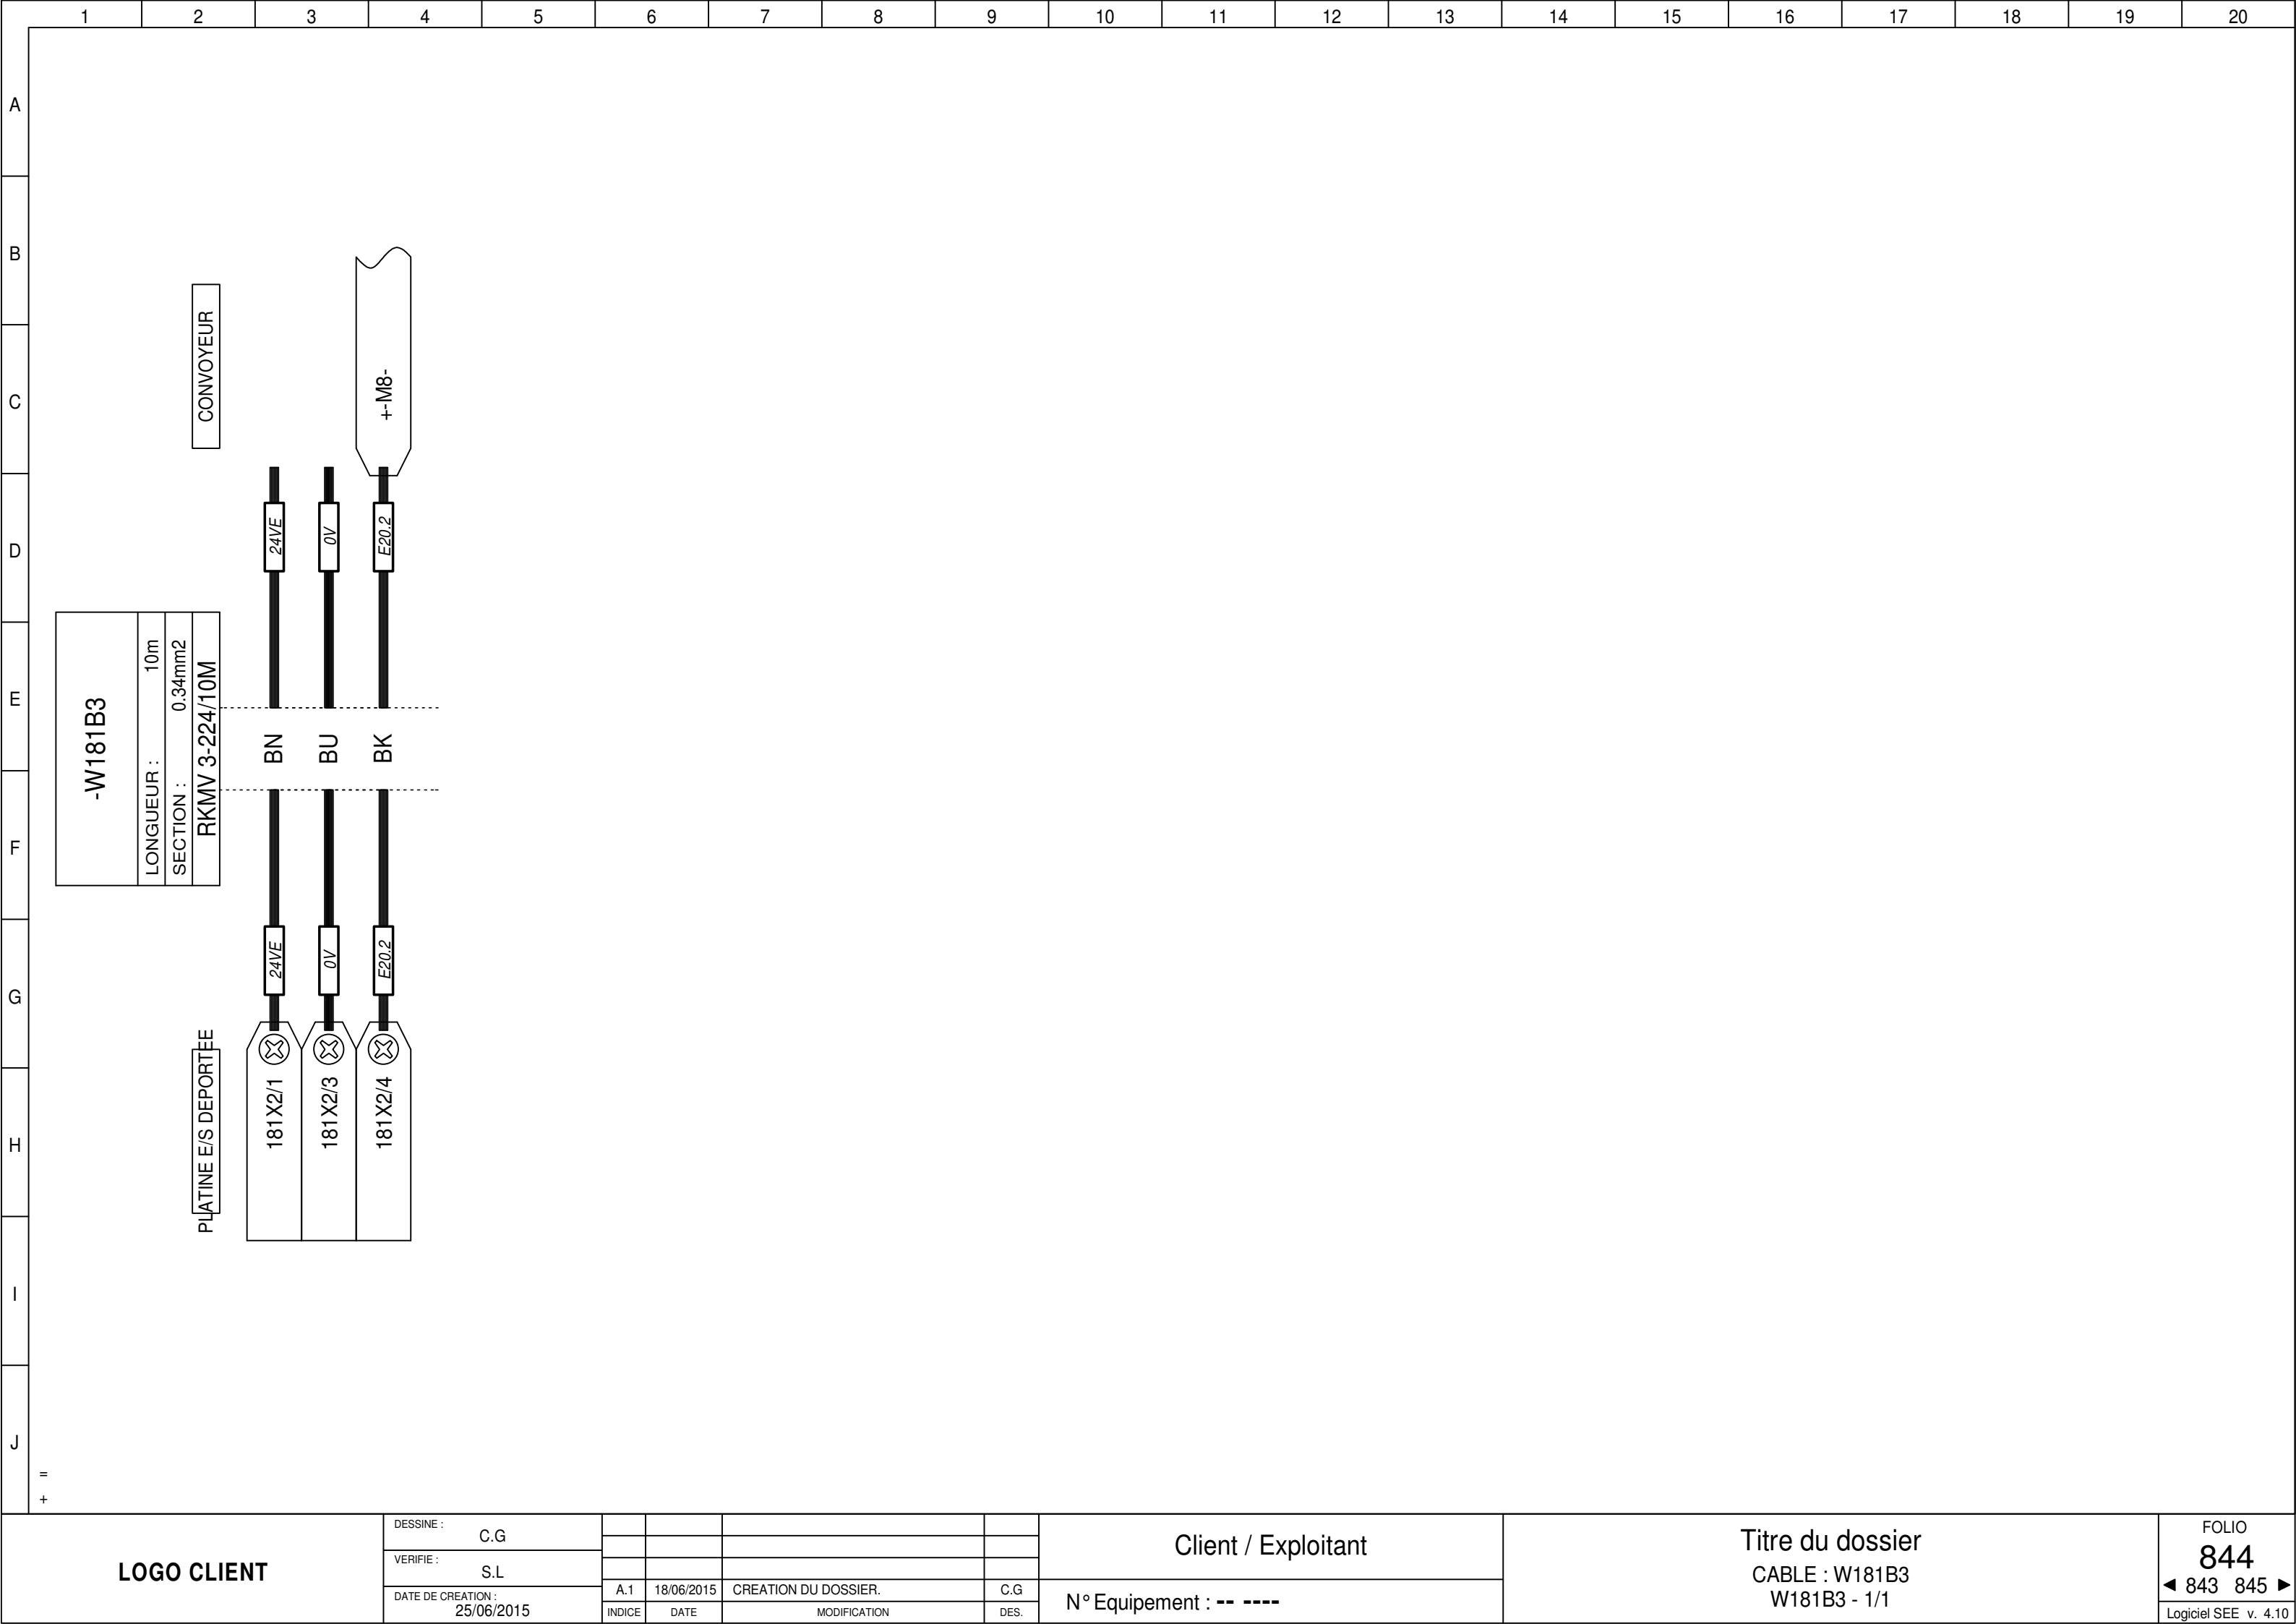 1 2 3 4 5 6 7 8 9 10 11 12 13 14 15 16 17 18 19 20
A
B
C
D
E
F
G
H
I
J
CONVOYEUR
+-M8-
24VE
0V
E20.2
-W181B3
LONGUEUR : 10m
SECTION : 0.34mm2
RKMV 3-224/10M
BN
BU
BK
24VE
0V
E20.2
PLATINE E/S DEPORTEE
181X2/1
181X2/3
181X2/4
=
+
LOGO CLIENT
DESSINE :
C.G
VERIFIE :
S.L
DATE DE CREATION :
25/06/2015
A.1 18/06/2015 CREATION DU DOSSIER. C.G
INDICE DATE MODIFICATION DES.
Client / Exploitant
N° Equipement : -- ----
Titre du dossier
CABLE : W181B3
W181B3 - 1/1
FOLIO
844
◄ 843 845 ►
Logiciel SEE v. 4.10